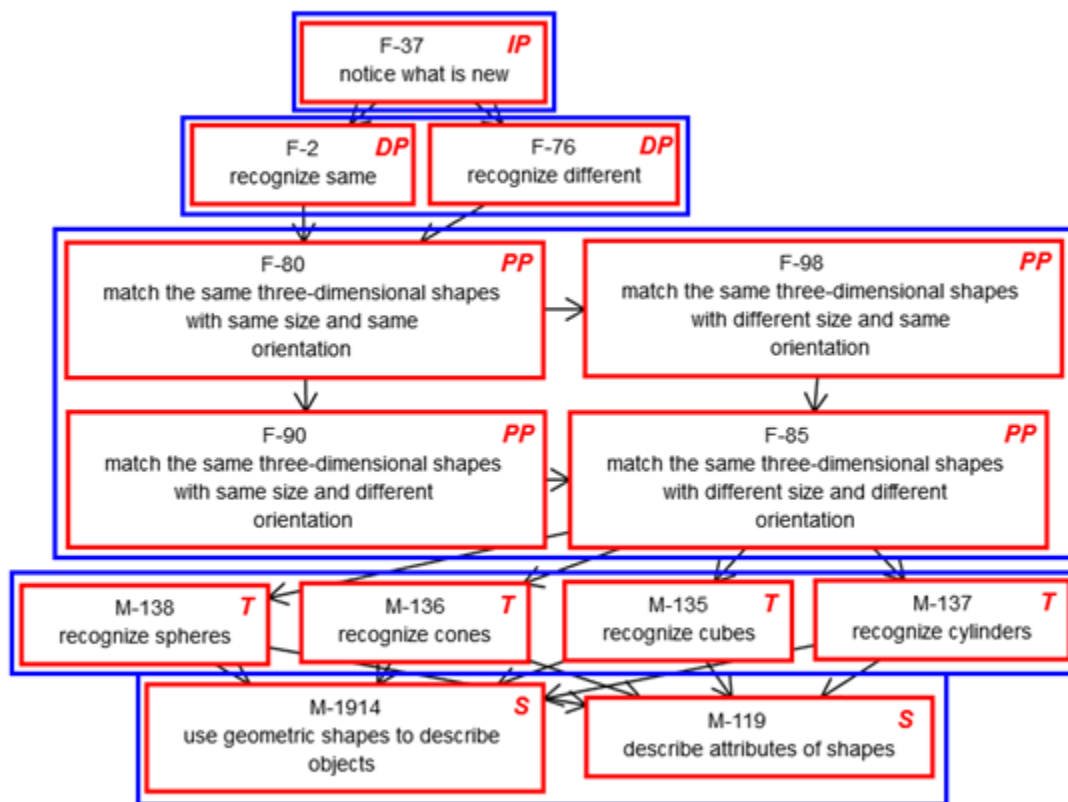 F-37 IP
notice what is new
F-2 DP
recognize same
F-76 DP
recognize different
F-80 PP
match the same three-dimensional shapes
with same size and same
orientation
F-98 PP
match the same three-dimensional shapes
with different size and same
orientation
F-90 PP
match the same three-dimensional shapes
with same size and different
orientation
F-85 PP
match the same three-dimensional shapes
with different size and different
orientation
M-138 T
recognize spheres
M-136 T
recognize cones
M-135 T
recognize cubes
M-137 T
recognize cylinders
M-1914 S
use geometric shapes to describe
objects
M-119 S
describe attributes of shapes